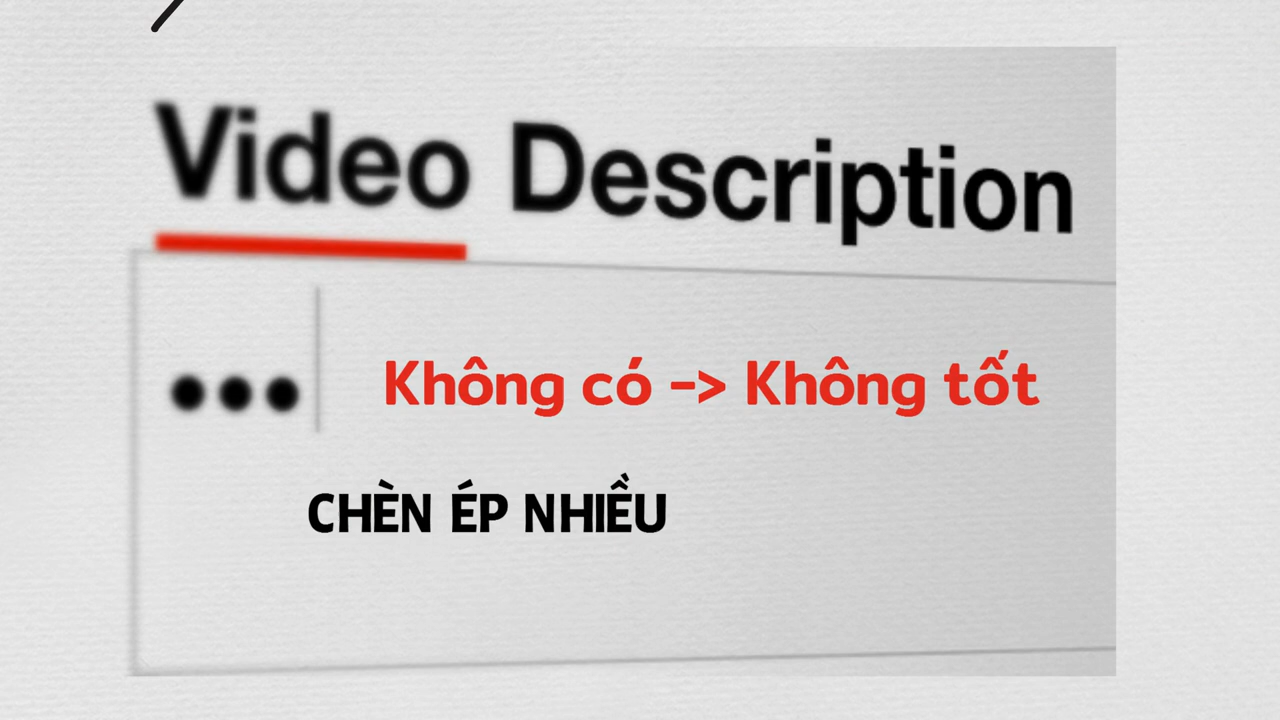 Video Description
Không có -> Không tốt
CHÈN ÉP NHIỀU